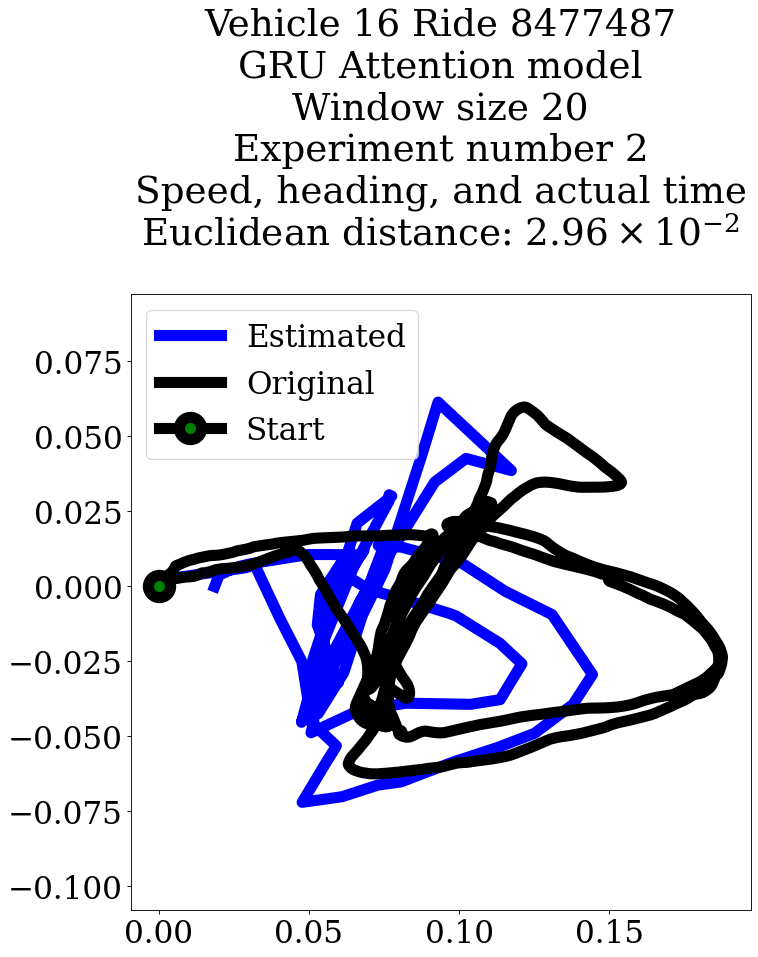 Vehicle 16 Ride 8477487
GRU Attention model
Window size 20
Experiment number 2
Speed, heading, and actual time
Euclidean distance: 2.96 × 10⁻²
Estimated
Original
Start
0.075
0.050
0.025
0.000
−0.025
−0.050
−0.075
−0.100
0.00 0.05 0.10 0.15